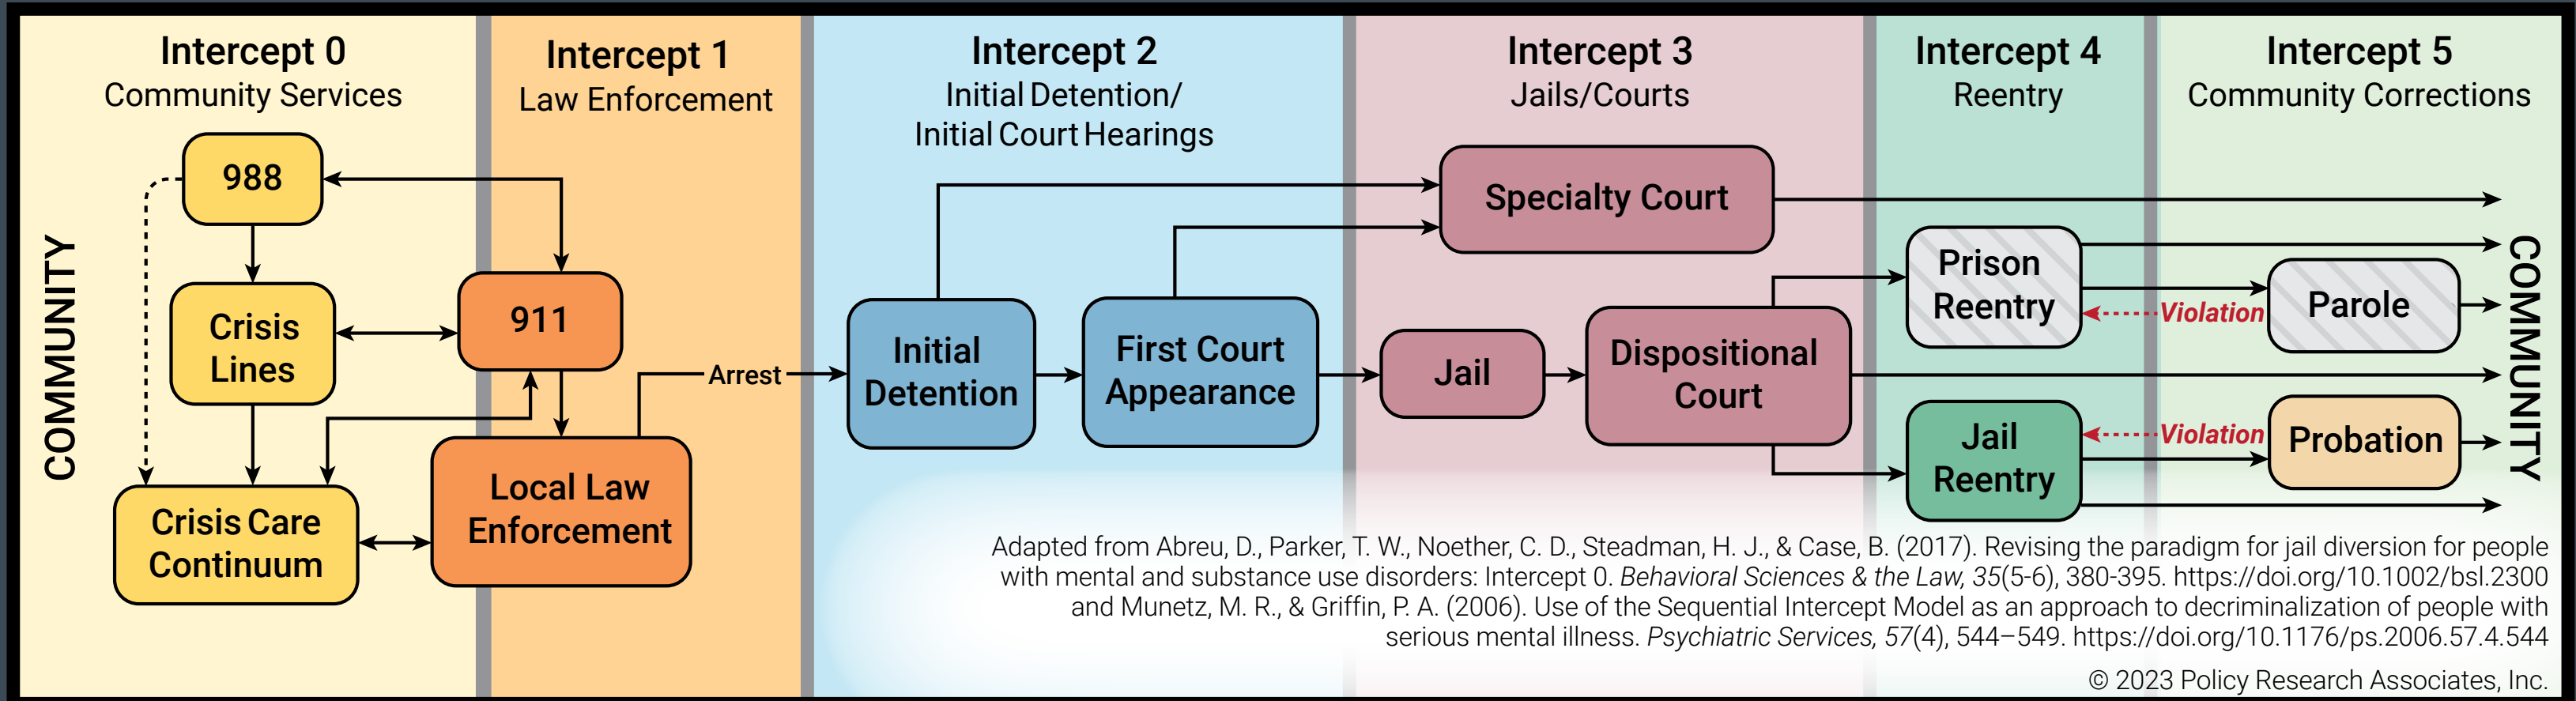 Intercept 0
Community Services
Intercept 1
Law Enforcement
Intercept 2
Initial Detention/
Initial Court Hearings
Intercept 3
Jails/Courts
Intercept 4
Reentry
Intercept 5
Community Corrections
COMMUNITY
988
Crisis
Lines
Crisis Care
Continuum
911
Local Law
Enforcement
Arrest
Initial
Detention
First Court
Appearance
Specialty Court
Jail
Dispositional
Court
Prison
Reentry
Violation
Parole
Jail
Reentry
Violation
Probation
COMMUNITY
Adapted from Abreu, D., Parker, T. W., Noether, C. D., Steadman, H. J., & Case, B. (2017). Revising the paradigm for jail diversion for people
with mental and substance use disorders: Intercept 0. Behavioral Sciences & the Law, 35(5-6), 380-395. https://doi.org/10.1002/bsl.2300
and Munetz, M. R., & Griffin, P. A. (2006). Use of the Sequential Intercept Model as an approach to decriminalization of people with
serious mental illness. Psychiatric Services, 57(4), 544–549. https://doi.org/10.1176/ps.2006.57.4.544
© 2023 Policy Research Associates, Inc.